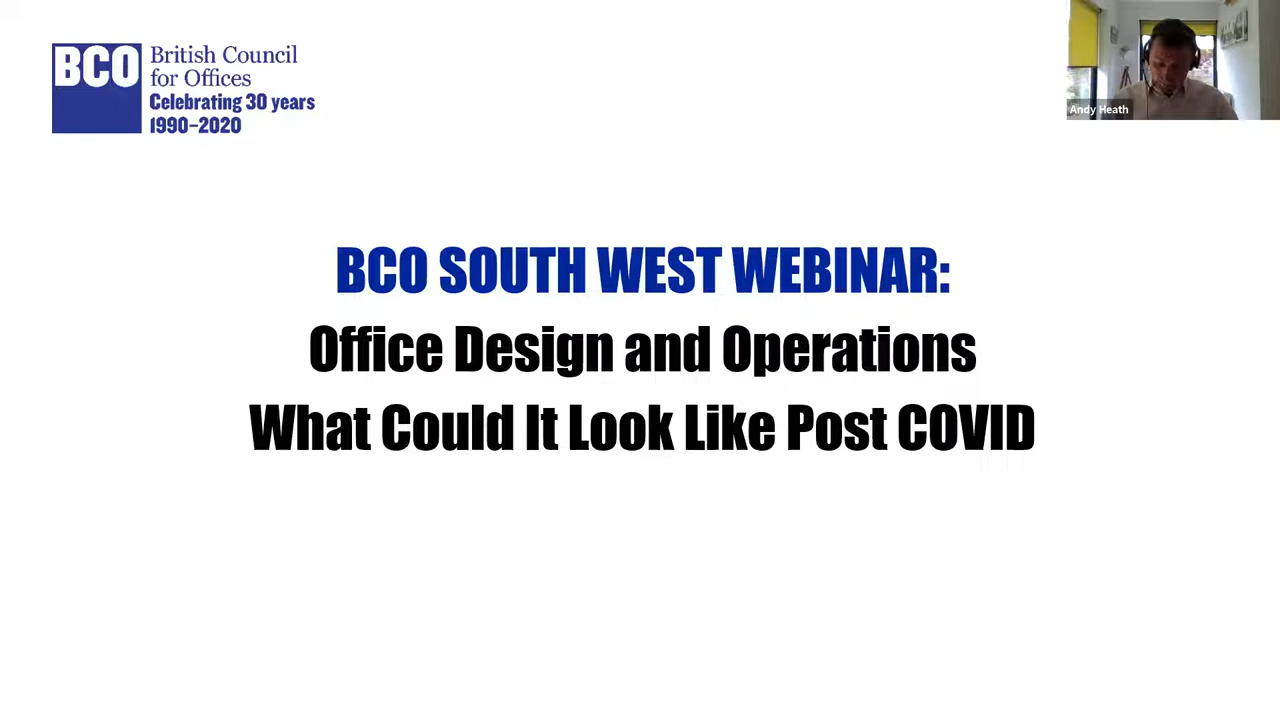 BCO
British Council
for Offices
Celebrating 30 years
1990–2020
Andy Heath
BCO SOUTH WEST WEBINAR:
Office Design and Operations
What Could It Look Like Post COVID